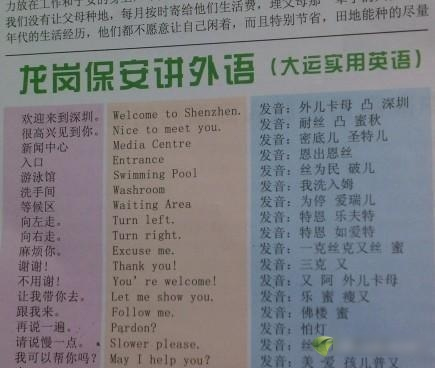 力放在工作和子女的身上
我们没有让父母种地，每月按时寄给他们生活费，理父母那一辈子的
年代的生活经历，他们都不愿意让自己闲着，而且特别节省，田地能种的尽量
龙岗保安讲外语（大运实用英语）
欢迎来到深圳。 Welcome to Shenzhen. 发音：外儿卡母 凸 深圳
很高兴见到你。 Nice to meet you. 发音：耐丝 凸 蜜秋
新闻中心 Media Centre 发音：密底儿 圣特儿
入口 Entrance 发音：恩出恩丝
游泳馆 Swimming Pool 发音：丝为民 破儿
洗手间 Washroom 发音：我洗入姆
等候区 Waiting Area 发音：为停 爱瑞儿
向左走。 Turn left. 发音：特恩 乐夫特
向右走。 Turn right. 发音：特恩 如爱特
麻烦你。 Excuse me. 发音：一克丝克又丝 蜜
谢谢! Thank you! 发音：三克 又
不用谢! You're welcome! 发音：又 阿 外儿卡母
让我带你去。 Let me show you. 发音：乐 蜜 瘦又
跟我来。 Follow me. 发音：佛楼 蜜
再说一遍。 Pardon? 发音：怕灯
请说慢一点。 Slower please. 发音：丝
我可以帮你吗? May I help you? 发音：美 爱 孩儿普又